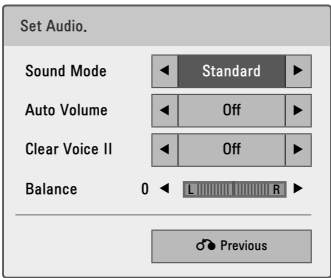 Set Audio.
Sound Mode ◀ Standard ▶
Auto Volume ◀ Off ▶
Clear Voice II ◀ Off ▶
Balance 0 ◀ L R ▶
Previous